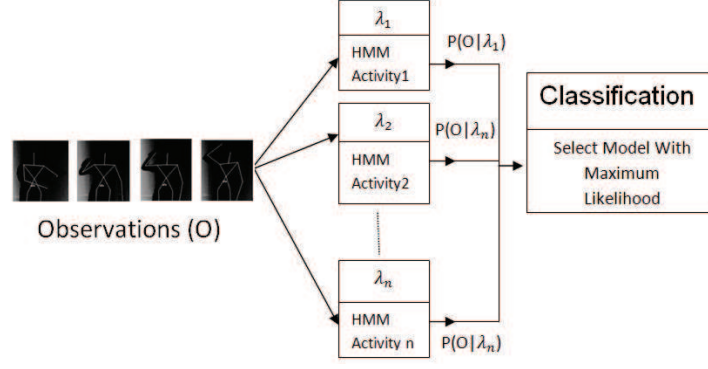 λ₁
HMM
Activity1
P(O|λ₁)
λ₂
HMM
Activity2
P(O|λₙ)
λₙ
HMM
Activity n
P(O|λₙ)
Observations (O)
Classification
Select Model With
Maximum
Likelihood